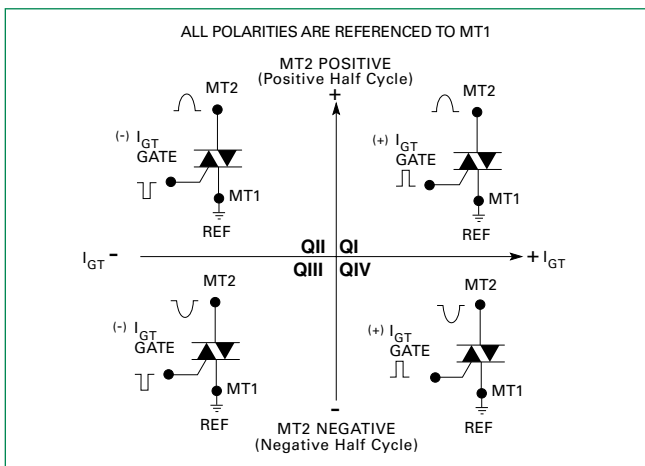 ALL POLARITIES ARE REFERENCED TO MT1
MT2 POSITIVE
(Positive Half Cycle)
+
MT2
(-) IGT
GATE
MT1
REF
MT2
(+) IGT
GATE
MT1
REF
IGT -
QII QI
QIII QIV
+ IGT
MT2
(-) IGT
GATE
MT1
REF
MT2
(+) IGT
GATE
MT1
REF
-
MT2 NEGATIVE
(Negative Half Cycle)